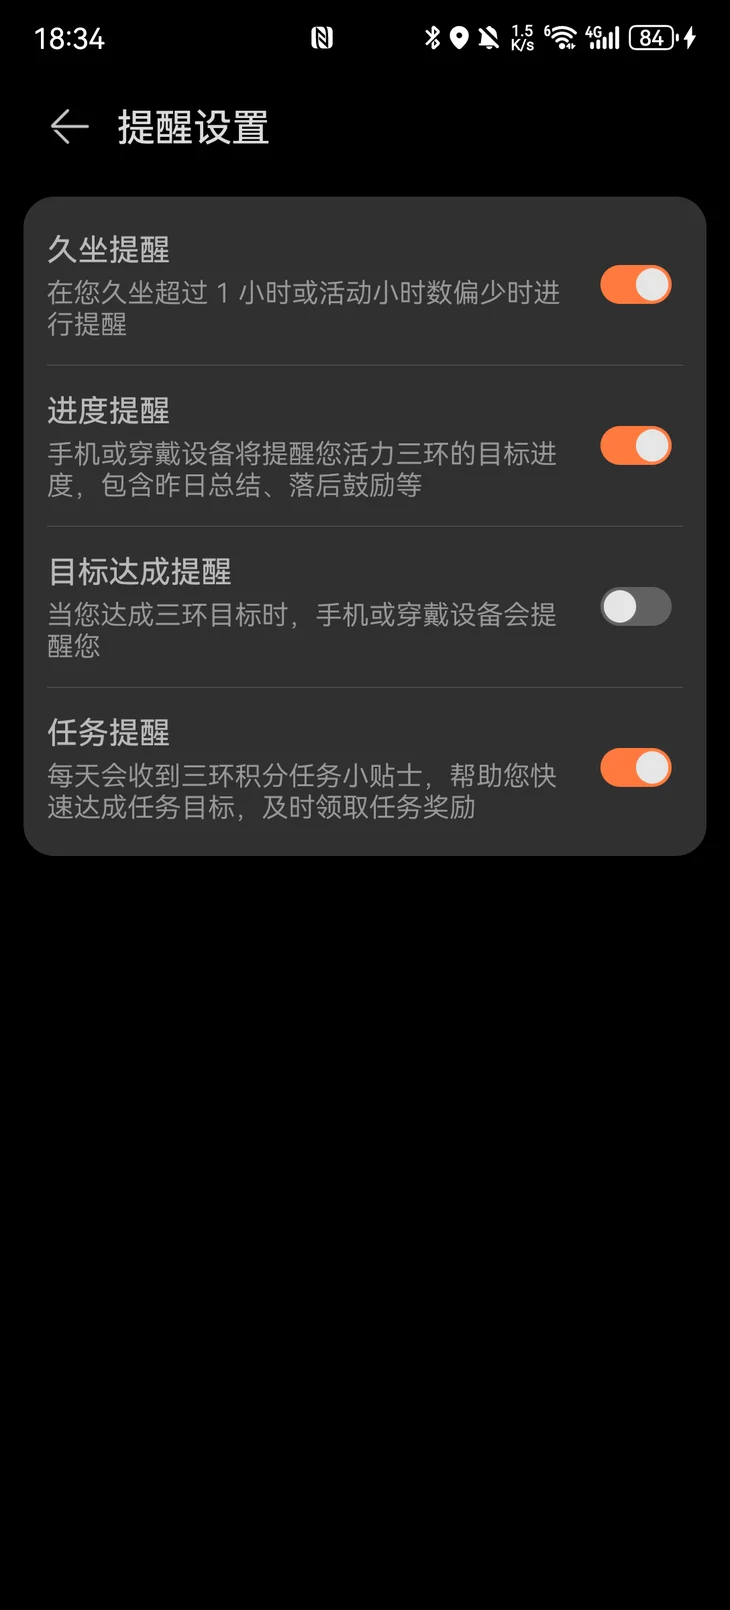 18:34
1.5
K/s
6
4G
84
提醒设置
久坐提醒
在您久坐超过 1 小时或活动小时数偏少时进
行提醒
进度提醒
手机或穿戴设备将提醒您活力三环的目标进
度，包含昨日总结、落后鼓励等
目标达成提醒
当您达成三环目标时，手机或穿戴设备会提
醒您
任务提醒
每天会收到三环积分任务小贴士，帮助您快
速达成任务目标，及时领取任务奖励